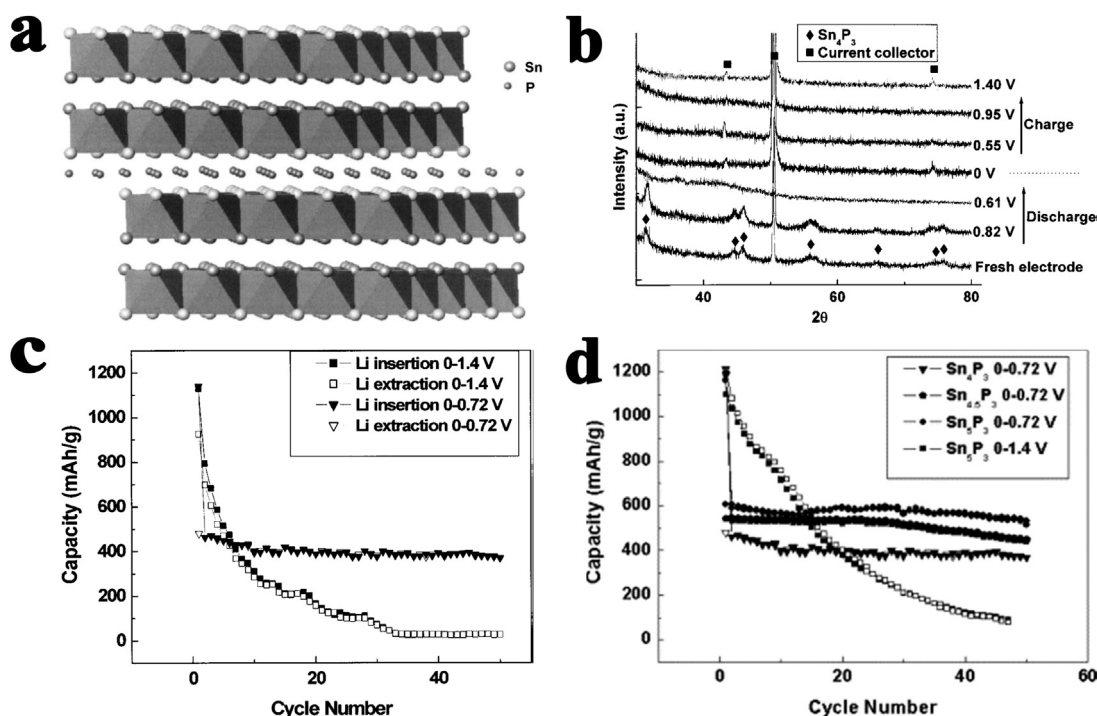 a
Sn
P
b
◆ Sn₄P₃
■ Current collector
1.40 V
0.95 V
0.55 V
0 V
0.61 V
0.82 V
Fresh electrode
Charge
Discharge
Intensity (a.u.)
40 60 80
2θ
c
Li insertion 0-1.4 V
Li extraction 0-1.4 V
Li insertion 0-0.72 V
Li extraction 0-0.72 V
Capacity (mAh/g)
1200
1000
800
600
400
200
0
0 20 40
Cycle Number
d
Sn₄P₃ 0-0.72 V
Sn₄.₅P₃ 0-0.72 V
Sn₅P₃ 0-0.72 V
Sn₅P₃ 0-1.4 V
Capacity (mAh/g)
1200
1000
800
600
400
200
0
0 20 40 60
Cycle Number